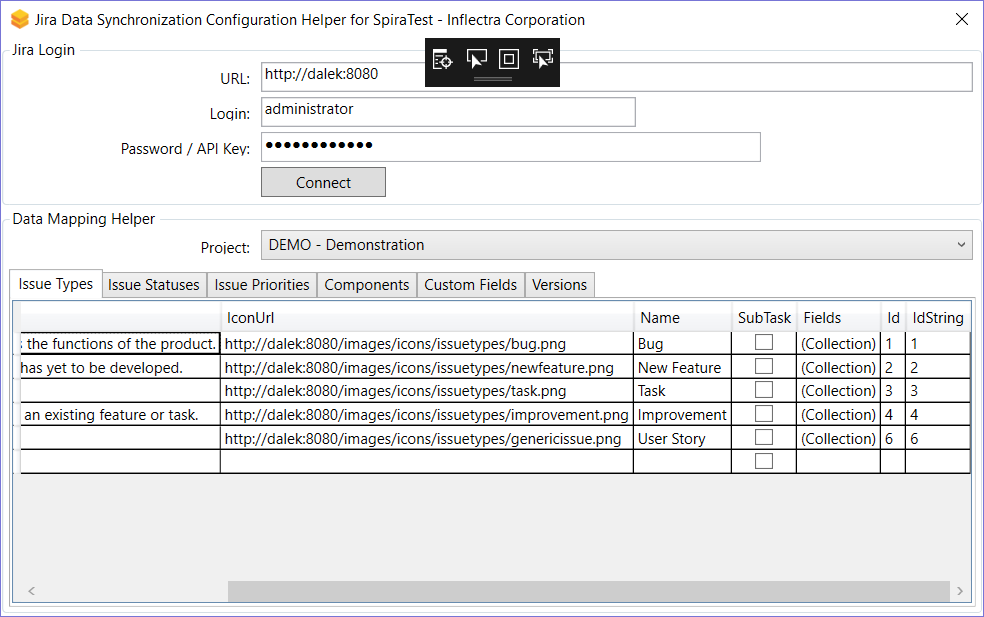 Jira Data Synchronization Configuration Helper for SpiraTest - Inflectra Corporation
Jira Login
URL: http://dalek:8080
Login: administrator
Password / API Key: ●●●●●●●●●●●●
Connect
Data Mapping Helper
Project: DEMO - Demonstration
Issue Types Issue Statuses Issue Priorities Components Custom Fields Versions
IconUrl Name SubTask Fields Id IdString
the functions of the product. http://dalek:8080/images/icons/issuetypes/bug.png Bug (Collection) 1 1
has yet to be developed. http://dalek:8080/images/icons/issuetypes/newfeature.png New Feature (Collection) 2 2
http://dalek:8080/images/icons/issuetypes/task.png Task (Collection) 3 3
an existing feature or task. http://dalek:8080/images/icons/issuetypes/improvement.png Improvement (Collection) 4 4
http://dalek:8080/images/icons/issuetypes/genericissue.png User Story (Collection) 6 6